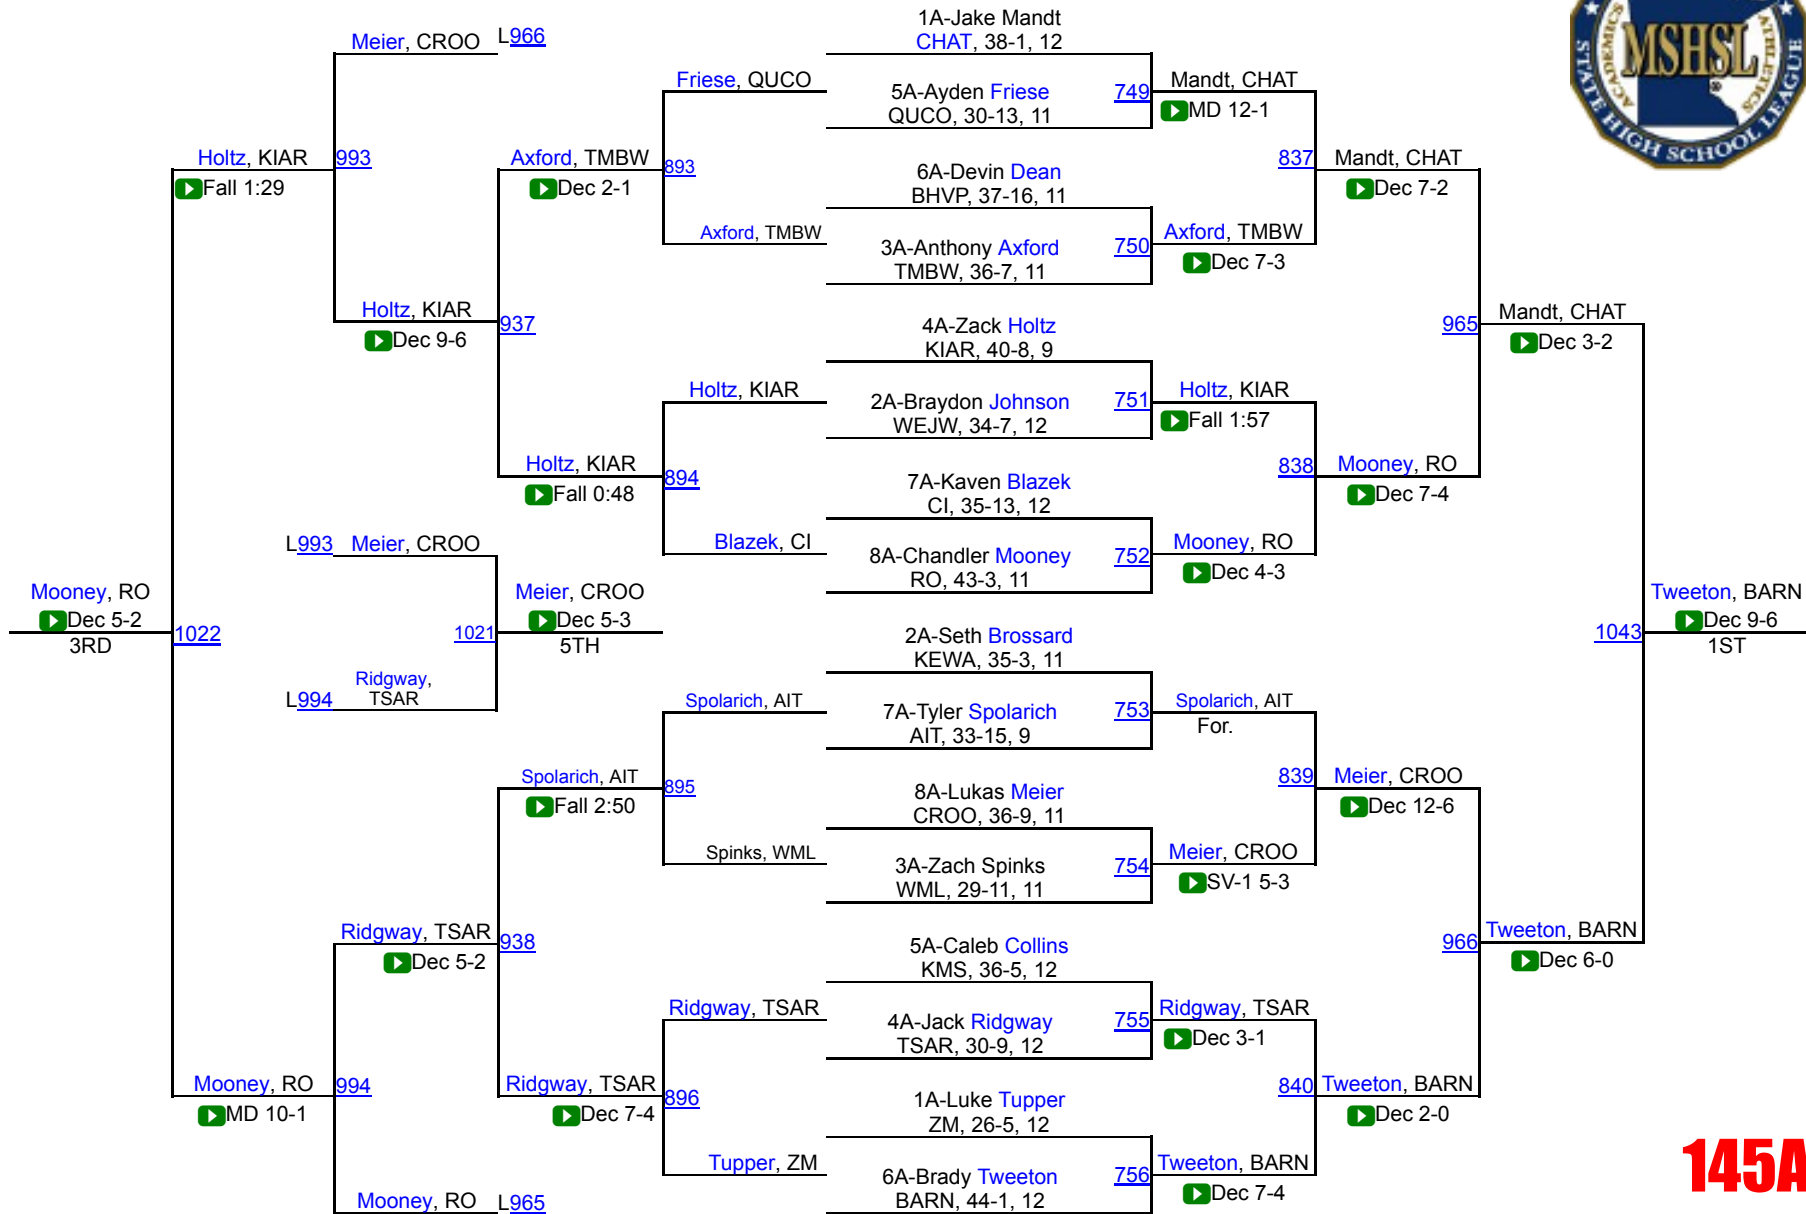 1A-Jake Mandt
CHAT, 38-1, 12
Meier, CROO L966
Friese, QUCO
5A-Ayden Friese
QUCO, 30-13, 11
749
Mandt, CHAT
MD 12-1
MSHSL
STATE HIGH SCHOOL LEAGUE
ACADEMICS
ATHLETICS
Holtz, KIAR
Fall 1:29
993
Axford, TMBW
Dec 2-1
893
6A-Devin Dean
BHVP, 37-16, 11
837
Mandt, CHAT
Dec 7-2
Axford, TMBW
3A-Anthony Axford
TMBW, 36-7, 11
750
Axford, TMBW
Dec 7-3
Holtz, KIAR
Dec 9-6
937
4A-Zack Holtz
KIAR, 40-8, 9
965
Mandt, CHAT
Dec 3-2
Holtz, KIAR
2A-Braydon Johnson
WEJW, 34-7, 12
751
Holtz, KIAR
Fall 1:57
Holtz, KIAR
Fall 0:48
894
7A-Kaven Blazek
CI, 35-13, 12
838
Mooney, RO
Dec 7-4
L993 Meier, CROO
Blazek, CI
8A-Chandler Mooney
RO, 43-3, 11
752
Mooney, RO
Dec 4-3
Mooney, RO
Dec 5-2
3RD
1022
1021
Meier, CROO
Dec 5-3
5TH
2A-Seth Brossard
KEWA, 35-3, 11
1043
Tweeton, BARN
Dec 9-6
1ST
L994
Ridgway,
TSAR
Spolarich, AIT
7A-Tyler Spolarich
AIT, 33-15, 9
753
Spolarich, AIT
For.
Spolarich, AIT
Fall 2:50
895
8A-Lukas Meier
CROO, 36-9, 11
839
Meier, CROO
Dec 12-6
Spinks, WML
3A-Zach Spinks
WML, 29-11, 11
754
Meier, CROO
SV-1 5-3
Ridgway, TSAR
Dec 5-2
938
5A-Caleb Collins
KMS, 36-5, 12
966
Tweeton, BARN
Dec 6-0
Ridgway, TSAR
4A-Jack Ridgway
TSAR, 30-9, 12
755
Ridgway, TSAR
Dec 3-1
Mooney, RO
MD 10-1
994
Ridgway, TSAR
Dec 7-4
896
1A-Luke Tupper
ZM, 26-5, 12
840
Tweeton, BARN
Dec 2-0
Tupper, ZM
6A-Brady Tweeton
BARN, 44-1, 12
756
Tweeton, BARN
Dec 7-4
Mooney, RO L965
145A